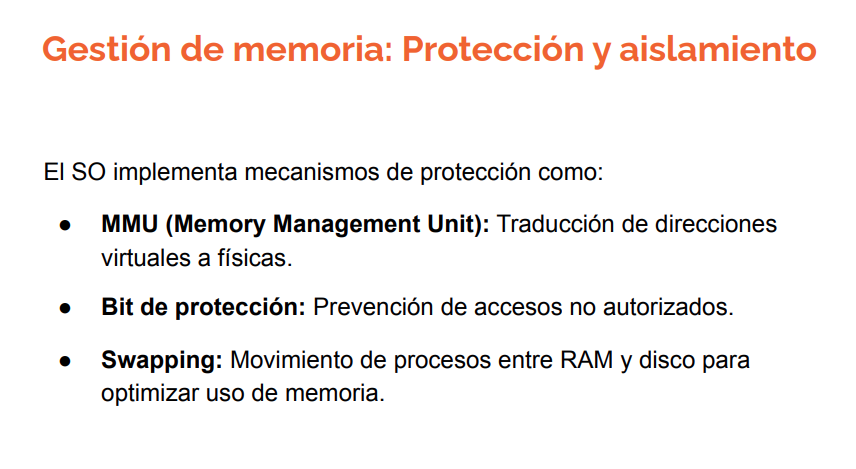 Gestión de memoria: Protección y aislamiento
El SO implementa mecanismos de protección como:
● MMU (Memory Management Unit): Traducción de direcciones
virtuales a físicas.
● Bit de protección: Prevención de accesos no autorizados.
● Swapping: Movimiento de procesos entre RAM y disco para
optimizar uso de memoria.